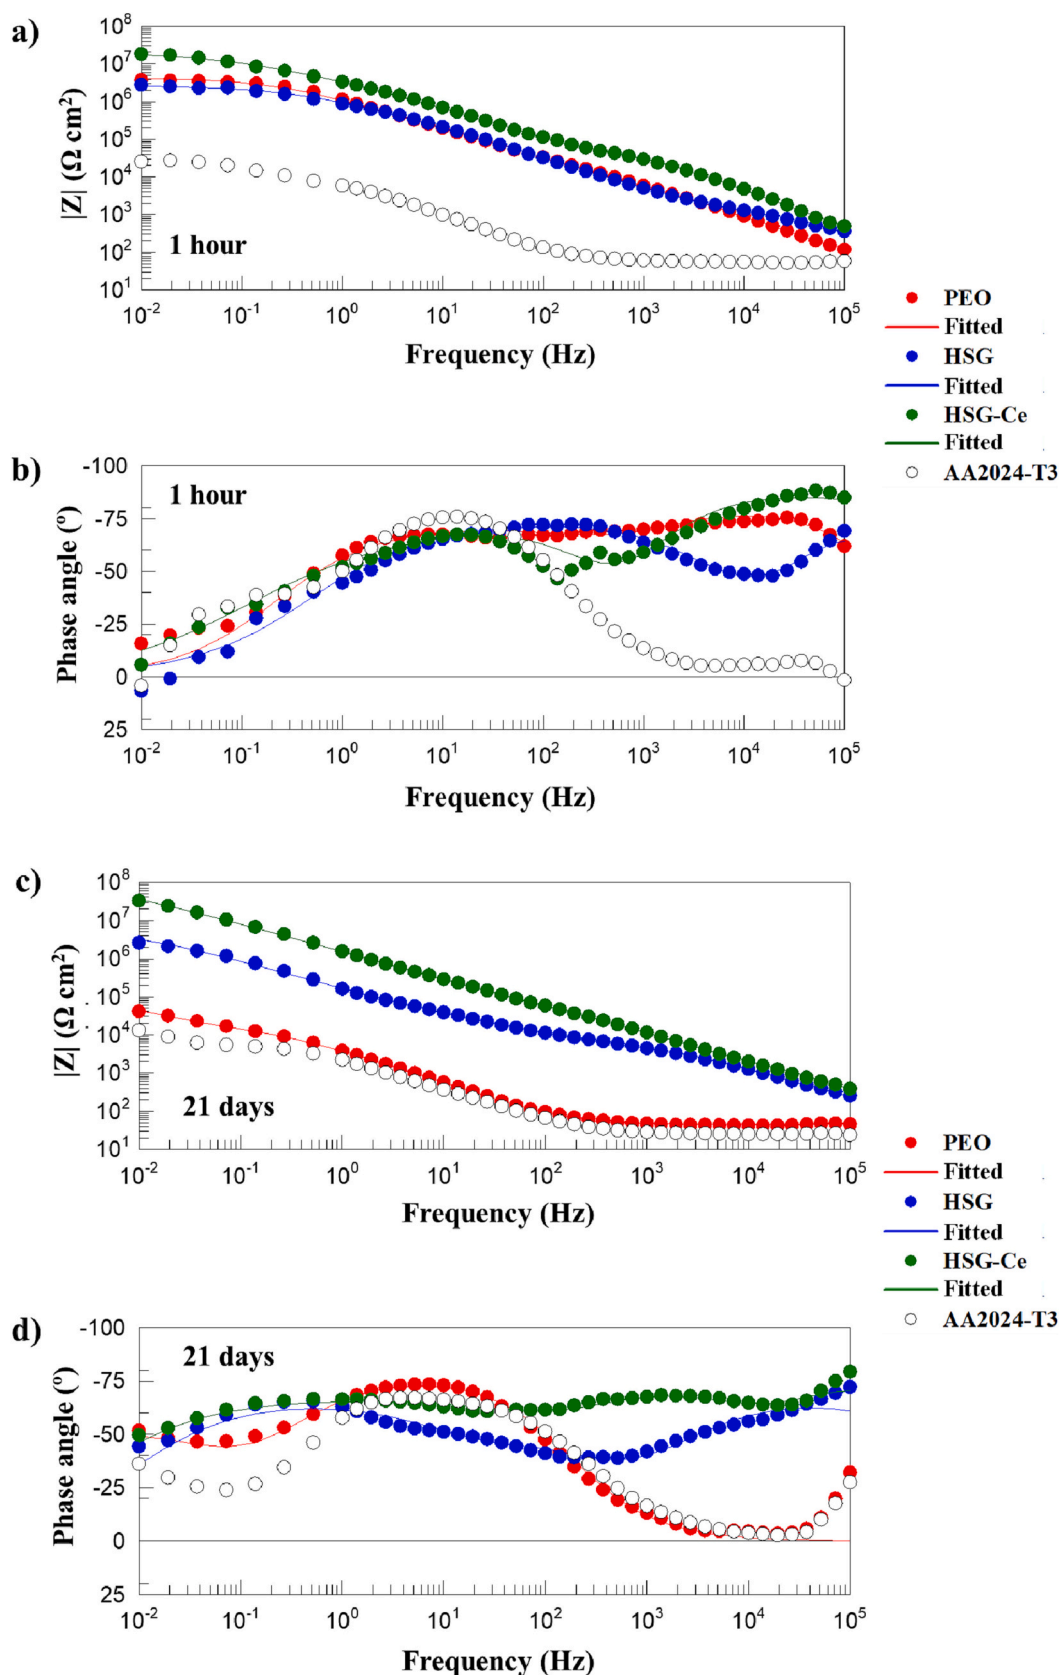 a)
|Z| (Ω cm²)
10⁸
10⁷
10⁶
10⁵
10⁴
10³
10²
10¹
1 hour
10⁻² 10⁻¹ 10⁰ 10¹ 10² 10³ 10⁴ 10⁵
Frequency (Hz)
PEO
Fitted
HSG
Fitted
HSG-Ce
Fitted
AA2024-T3
b)
Phase angle (º)
-100
-75
-50
-25
0
25
1 hour
10⁻² 10⁻¹ 10⁰ 10¹ 10² 10³ 10⁴ 10⁵
Frequency (Hz)
c)
|Z| (Ω cm²)
10⁸
10⁷
10⁶
10⁵
10⁴
10³
10²
10¹
21 days
10⁻² 10⁻¹ 10⁰ 10¹ 10² 10³ 10⁴ 10⁵
Frequency (Hz)
PEO
Fitted
HSG
Fitted
HSG-Ce
Fitted
AA2024-T3
d)
Phase angle (º)
-100
-75
-50
-25
0
25
21 days
10⁻² 10⁻¹ 10⁰ 10¹ 10² 10³ 10⁴ 10⁵
Frequency (Hz)